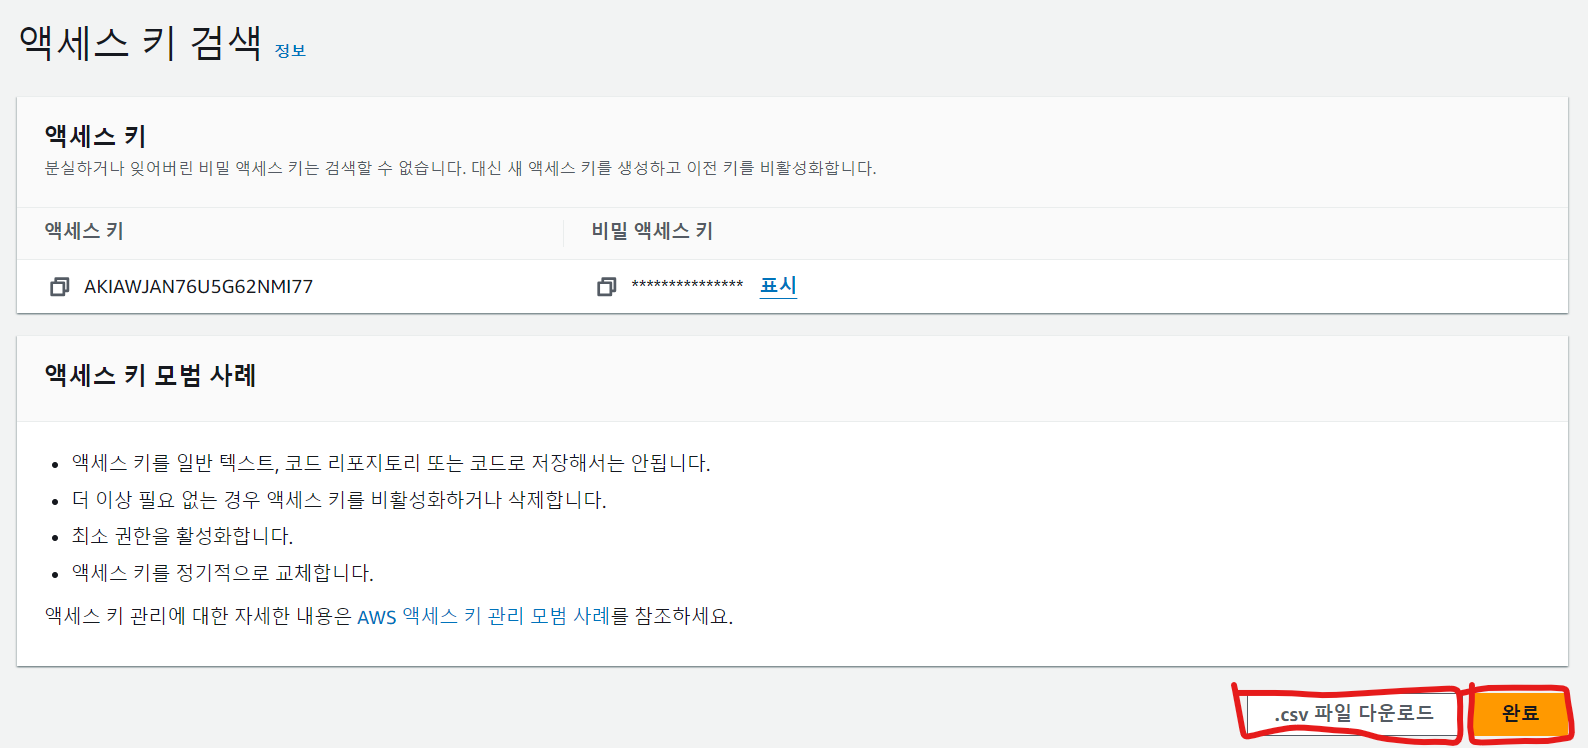 액세스 키 검색 정보
액세스 키
분실하거나 잊어버린 비밀 액세스 키는 검색할 수 없습니다. 대신 새 액세스 키를 생성하고 이전 키를 비활성화합니다.
액세스 키 비밀 액세스 키
AKIAWJAN76U5G62NMI77 *************** 표시
액세스 키 모범 사례
• 액세스 키를 일반 텍스트, 코드 리포지토리 또는 코드로 저장해서는 안됩니다.
• 더 이상 필요 없는 경우 액세스 키를 비활성화하거나 삭제합니다.
• 최소 권한을 활성화합니다.
• 액세스 키를 정기적으로 교체합니다.
액세스 키 관리에 대한 자세한 내용은 AWS 액세스 키 관리 모범 사례를 참조하세요.
.csv 파일 다운로드 완료